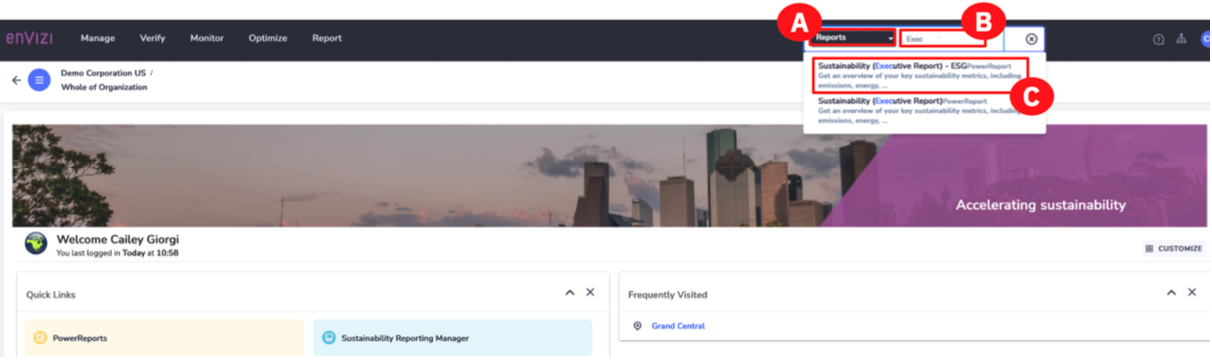 enVIZI
Manage Verify Monitor Optimize Report
A
Reports
B
Exec
Demo Corporation US /
Whole of Organization
Sustainability (Executive Report) - ESGPowerReport
Get an overview of your key sustainability metrics, including
emissions, energy, ...
C
Sustainability (Executive Report)PowerReport
Get an overview of your key sustainability metrics, including
emissions, energy, ...
Accelerating sustainability
Welcome Cailey Giorgi
You last logged in Today at 10:58
CUSTOMIZE
Quick Links
Frequently Visited
PowerReports
Sustainability Reporting Manager
Grand Central